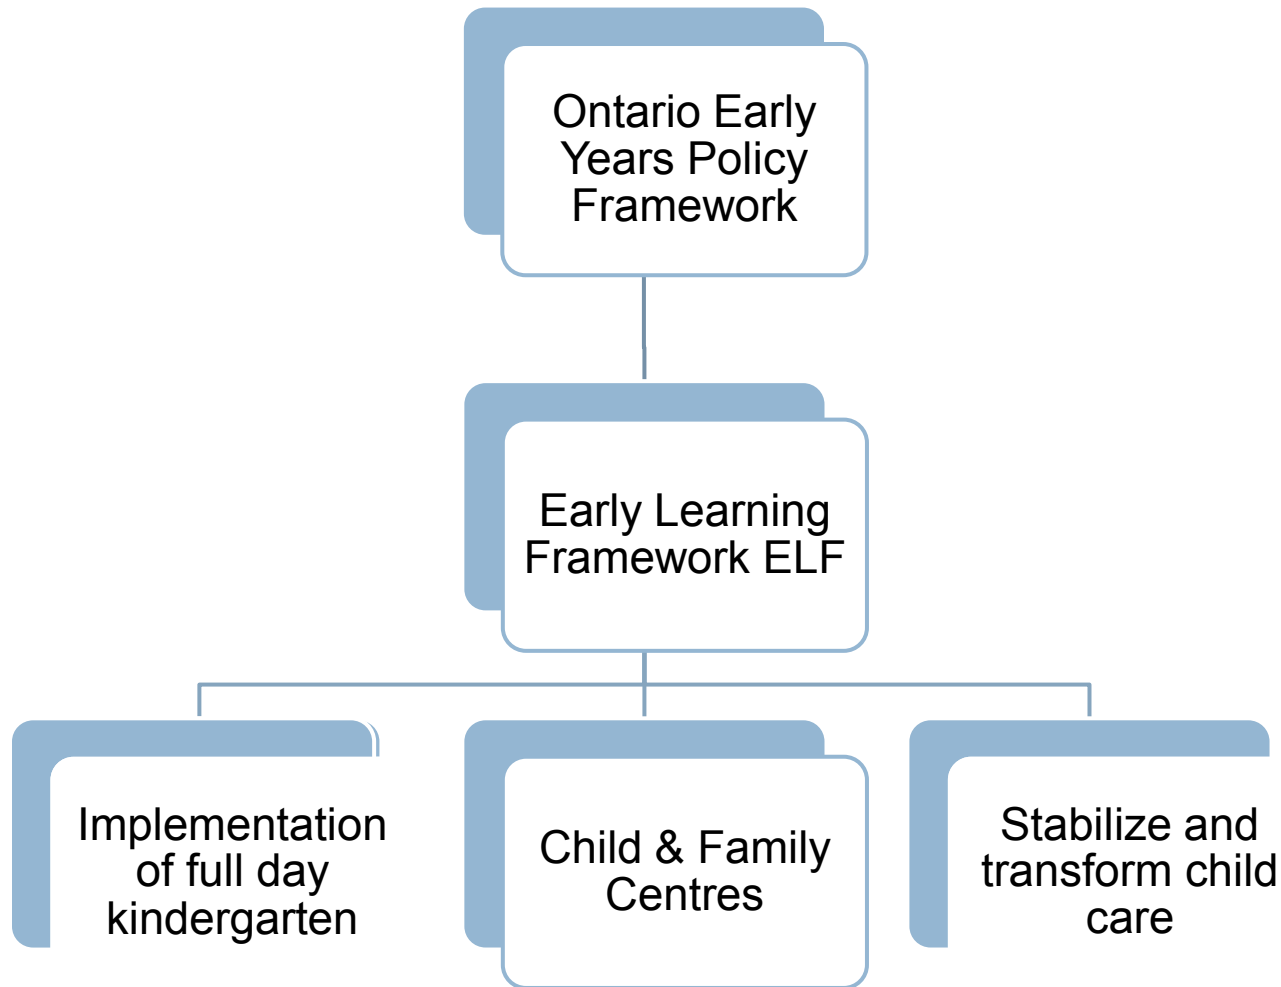 Ontario Early
Years Policy
Framework
Early Learning
Framework ELF
Implementation
of full day
kindergarten
Child & Family
Centres
Stabilize and
transform child
care